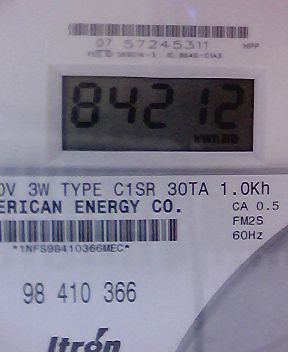 07 57245311 HPP
84212
kWh
0V 3W TYPE C1SR 30TA 1.0Kh
ERICAN ENERGY CO. CA 0.5
FM2S
60Hz
*1NFS98410366MEC*
98 410 366
Itron